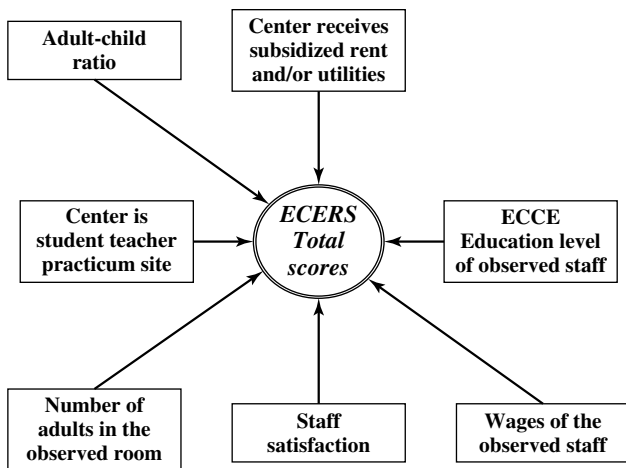 Adult-child
ratio
Center receives
subsidized rent
and/or utilities
Center is
student teacher
practicum site
ECERS
Total
scores
ECCE
Education level
of observed staff
Number of
adults in the
observed room
Staff
satisfaction
Wages of the
observed staff